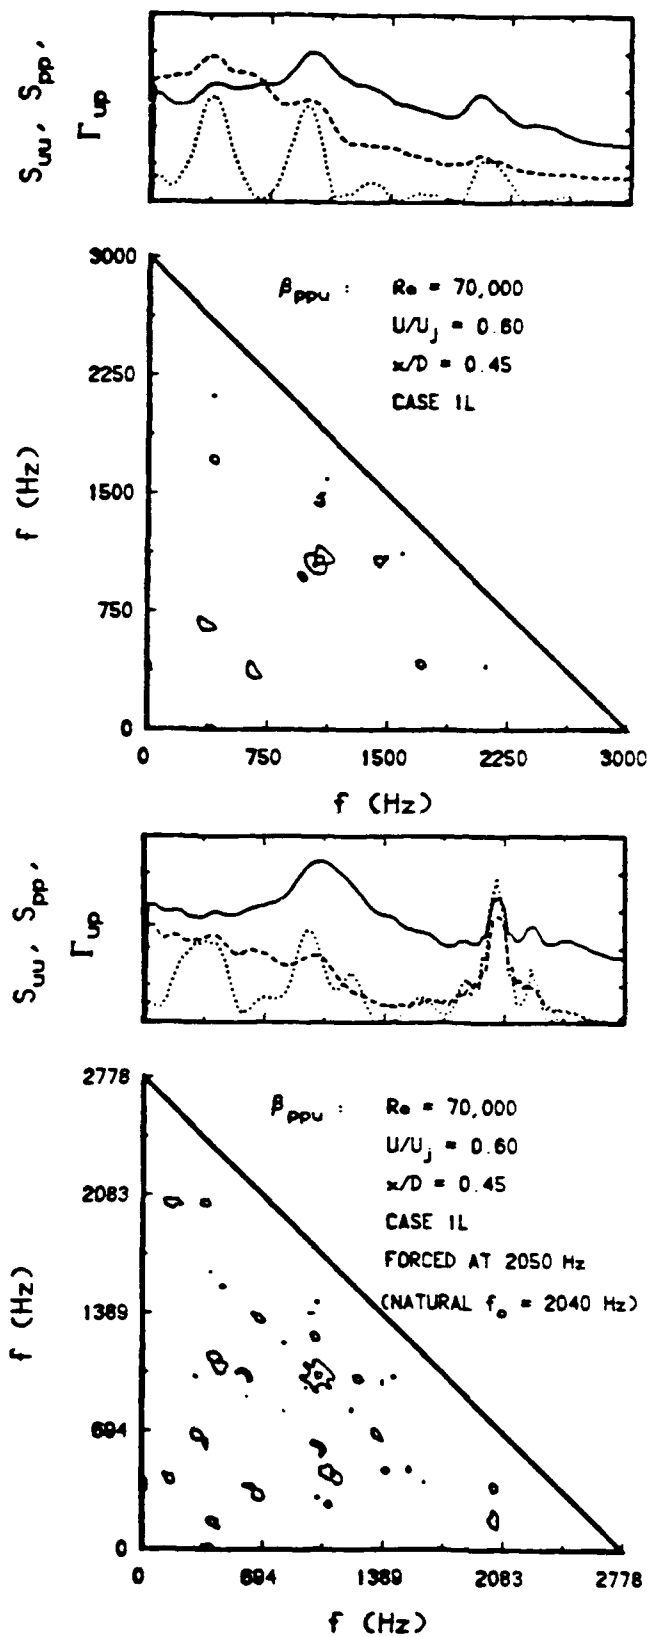 S_uu, S_pp,
Γ_up
3000
2250
1500
750
0
f (Hz)
β_ppu :
Re = 70,000
U/U_j = 0.60
x/D = 0.45
CASE 1L
0 750 1500 2250 3000
f (Hz)
S_uu, S_pp,
Γ_up
2778
2083
1389
694
0
f (Hz)
β_ppu :
Re = 70,000
U/U_j = 0.60
x/D = 0.45
CASE 1L
FORCED AT 2050 Hz
(NATURAL f_o = 2040 Hz)
0 694 1389 2083 2778
f (Hz)